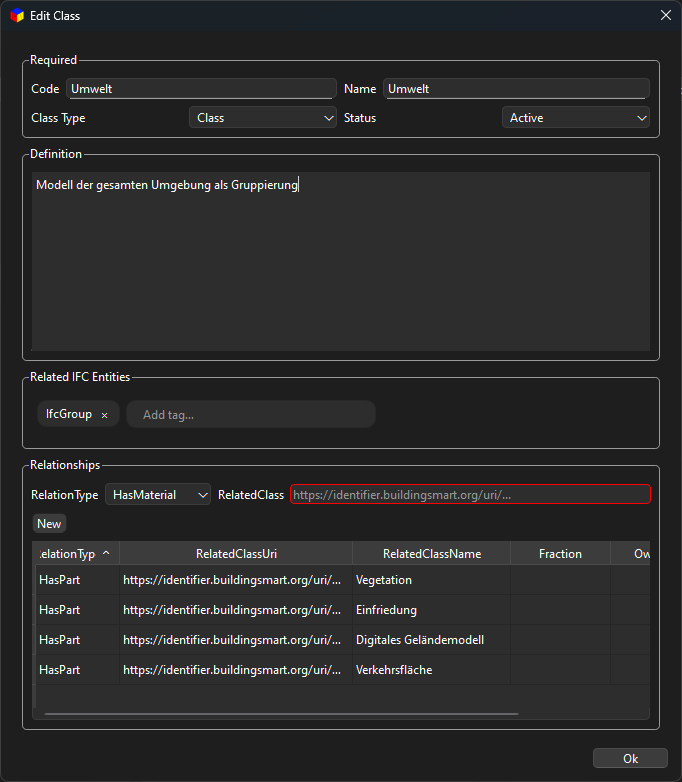 Edit Class
Required
Code Umwelt Name Umwelt
Class Type Class Status Active
Definition
Modell der gesamten Umgebung als Gruppierung
Related IFC Entities
IfcGroup × Add tag...
Relationships
RelationType HasMaterial RelatedClass https://identifier.buildingsmart.org/uri/...
New
elationTyp RelatedClassUri RelatedClassName Fraction Ow
HasPart https://identifier.buildingsmart.org/uri/... Vegetation
HasPart https://identifier.buildingsmart.org/uri/... Einfriedung
HasPart https://identifier.buildingsmart.org/uri/... Digitales Geländemodell
HasPart https://identifier.buildingsmart.org/uri/... Verkehrsfläche
Ok